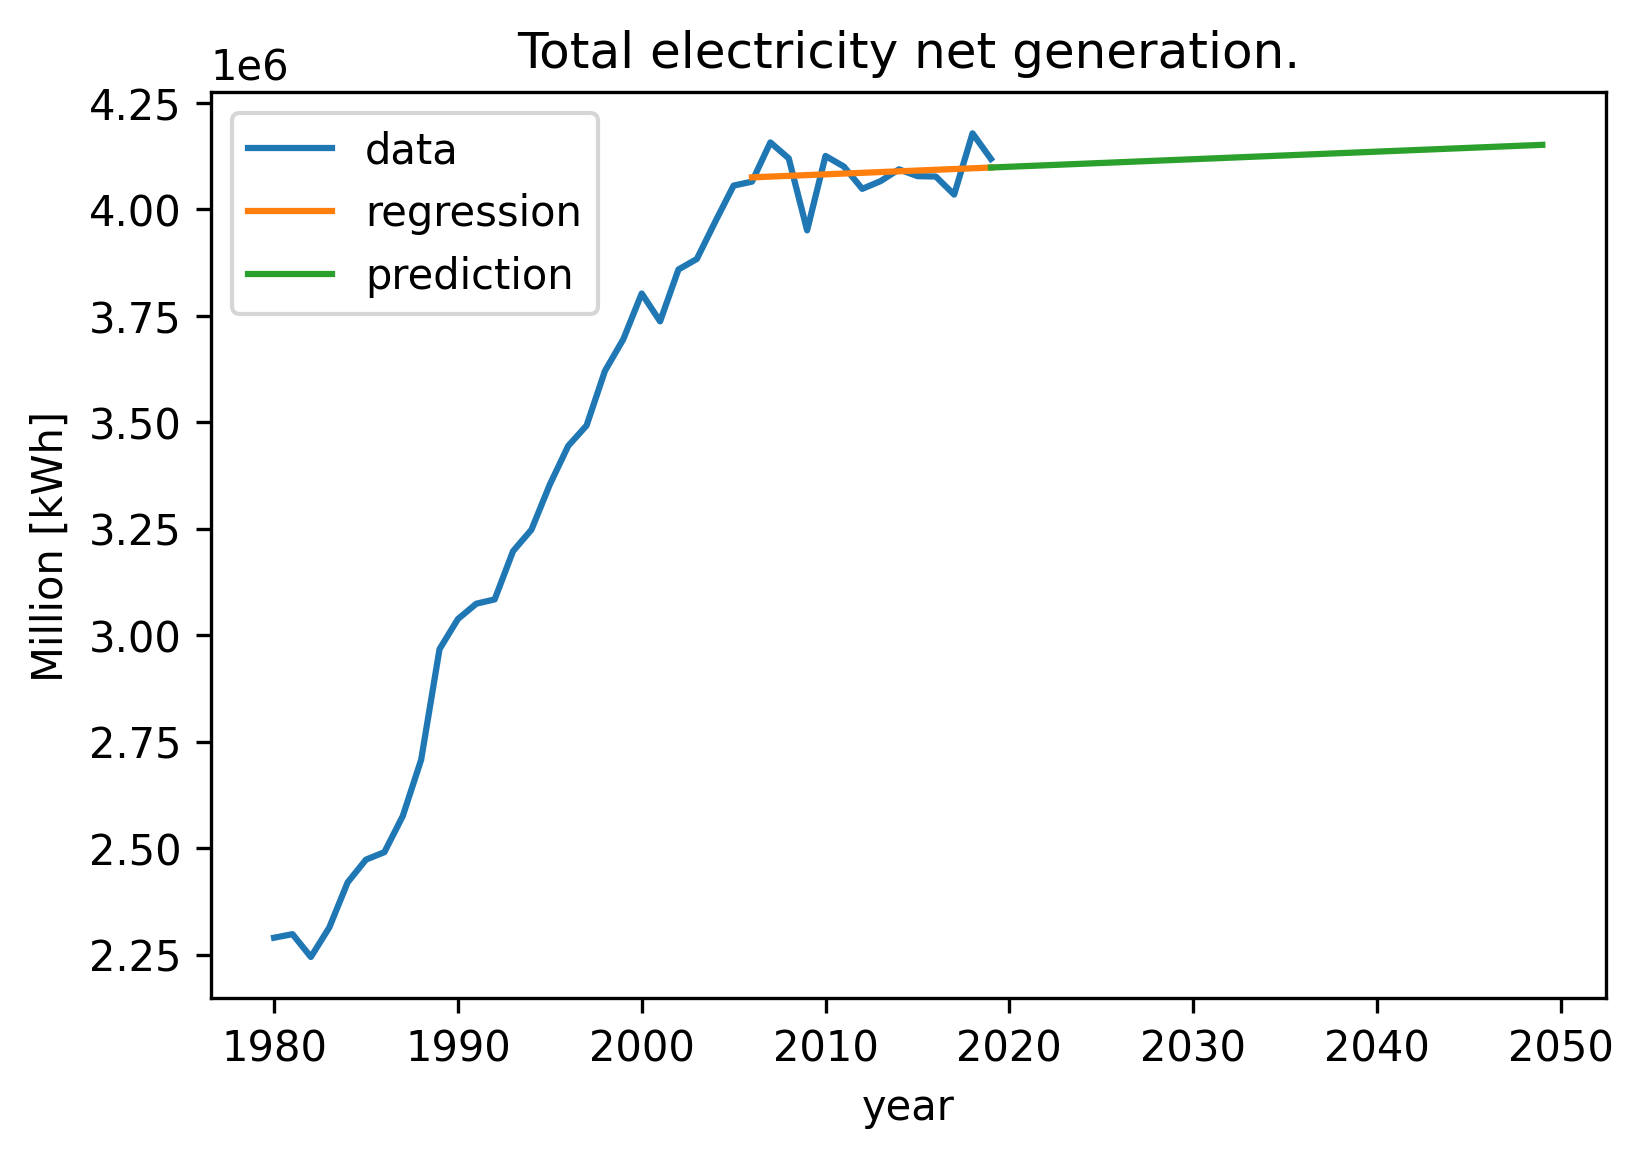 Total electricity net generation.
1e6
4.25
4.00
3.75
3.50
3.25
3.00
2.75
2.50
2.25
Million [kWh]
data
regression
prediction
1980 1990 2000 2010 2020 2030 2040 2050
year